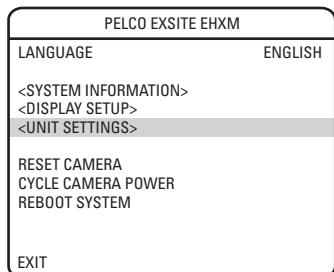 PELCO EXSITE EHXM
LANGUAGE ENGLISH
<SYSTEM INFORMATION>
<DISPLAY SETUP>
<UNIT SETTINGS>
RESET CAMERA
CYCLE CAMERA POWER
REBOOT SYSTEM
EXIT